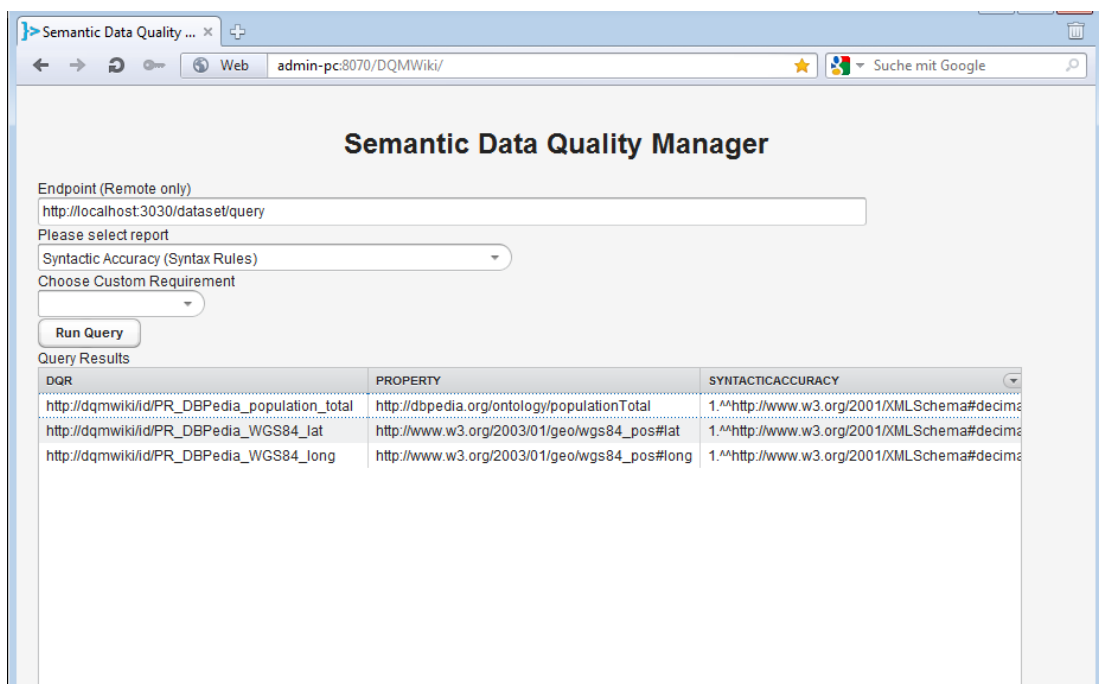 Semantic Data Quality ...
Web admin-pc:8070/DQMWiki/ Suche mit Google
Semantic Data Quality Manager
Endpoint (Remote only)
http://localhost:3030/dataset/query
Please select report
Syntactic Accuracy (Syntax Rules)
Choose Custom Requirement
Run Query
Query Results
DQR PROPERTY SYNTACTICACCURACY
http://dqmwiki/id/PR_DBPedia_population_total http://dbpedia.org/ontology/populationTotal 1.^^http://www.w3.org/2001/XMLSchema#decima
http://dqmwiki/id/PR_DBPedia_WGS84_lat http://www.w3.org/2003/01/geo/wgs84_pos#lat 1.^^http://www.w3.org/2001/XMLSchema#decima
http://dqmwiki/id/PR_DBPedia_WGS84_long http://www.w3.org/2003/01/geo/wgs84_pos#long 1.^^http://www.w3.org/2001/XMLSchema#decima